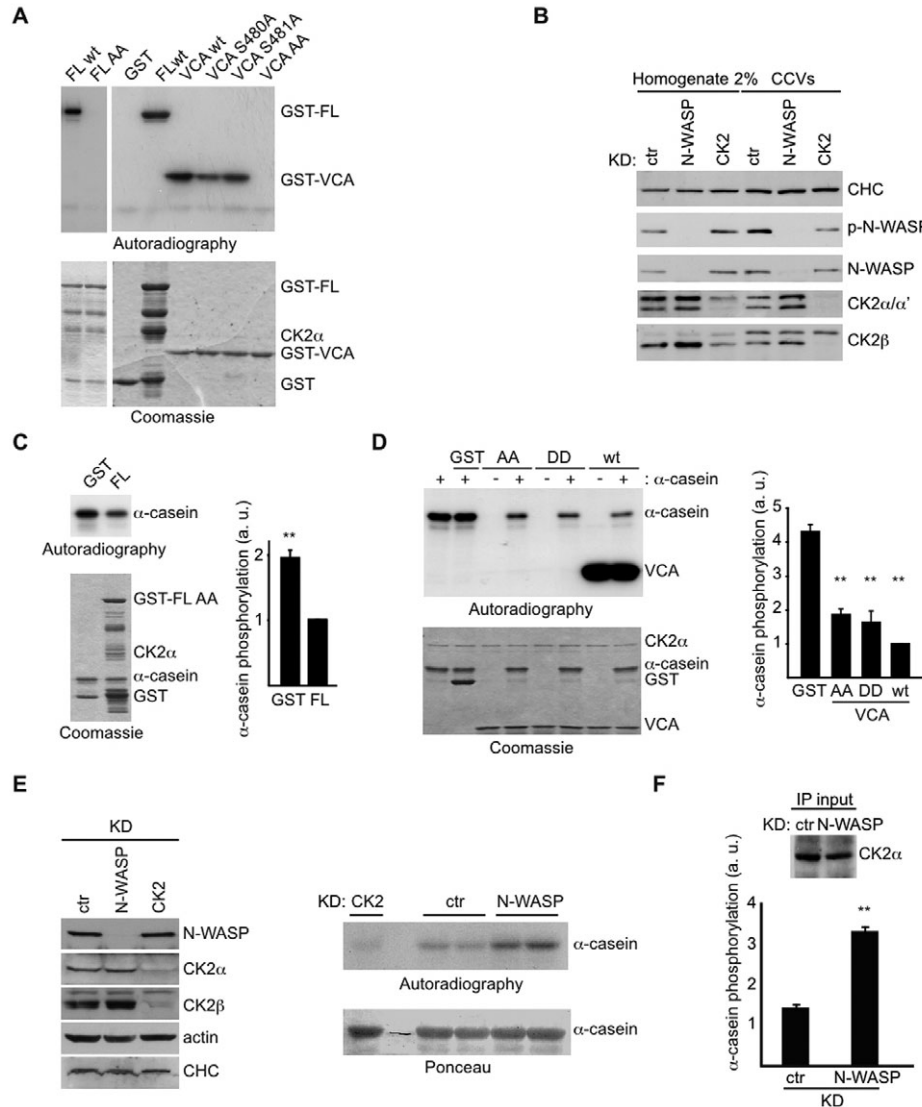 A
FL wt
FL AA
GST
FLwt
VCA wt
VCA S480A
VCA S481A
VCA AA
GST-FL
GST-VCA
Autoradiography
GST-FL
CK2α
GST-VCA
GST
Coomassie
B
Homogenate 2% CCVs
KD: ctr N-WASP CK2 ctr N-WASP CK2
CHC
p-N-WASP
N-WASP
CK2α/α'
CK2β
C
GST FL
α-casein
Autoradiography
GST-FL AA
CK2α
α-casein
GST
Coomassie
α-casein phosphorylation (a. u.)
**
2
1
GST FL
D
GST AA DD wt
+ + - + - + - + : α-casein
α-casein
VCA
Autoradiography
CK2α
α-casein
GST
VCA
Coomassie
α-casein phosphorylation (a. u.)
5
4
3
2
1
** ** **
GST AA DD wt
VCA
E
KD
ctr N-WASP CK2
N-WASP
CK2α
CK2β
actin
CHC
KD: CK2 ctr N-WASP
α-casein
Autoradiography
α-casein
Ponceau
F
IP input
KD: ctr N-WASP
CK2α
α-casein phosphorylation (a. u.)
**
4
3
2
1
ctr N-WASP
KD